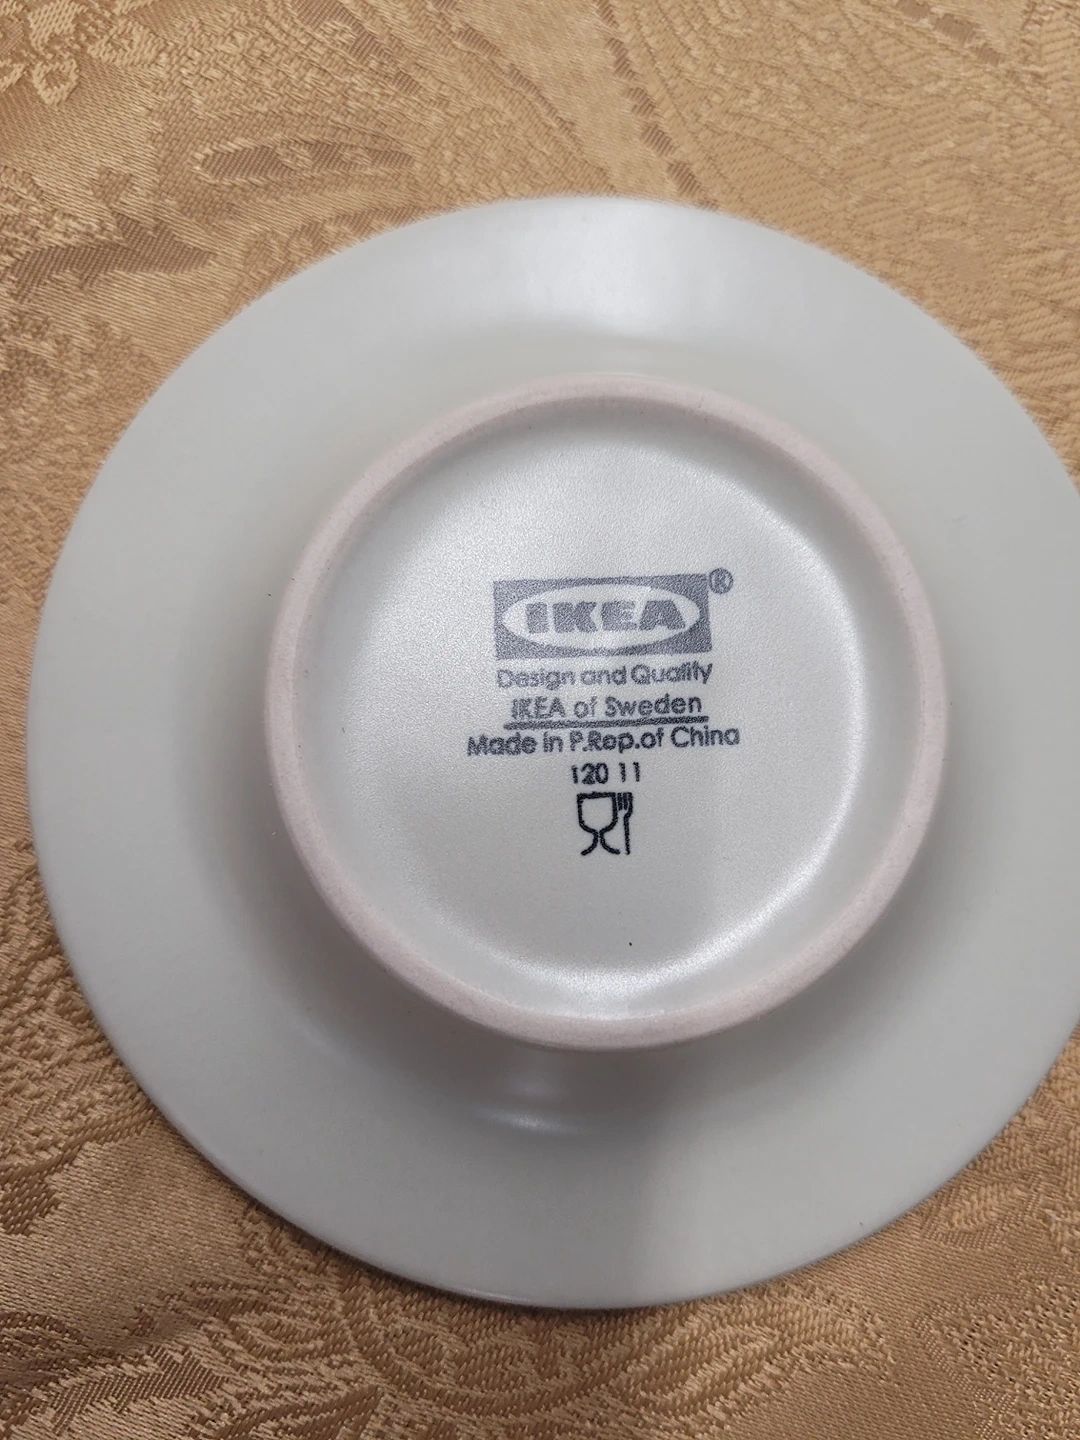 IKEA®
Design and Quality
IKEA of Sweden
Made in P.Rep.of China
120 11